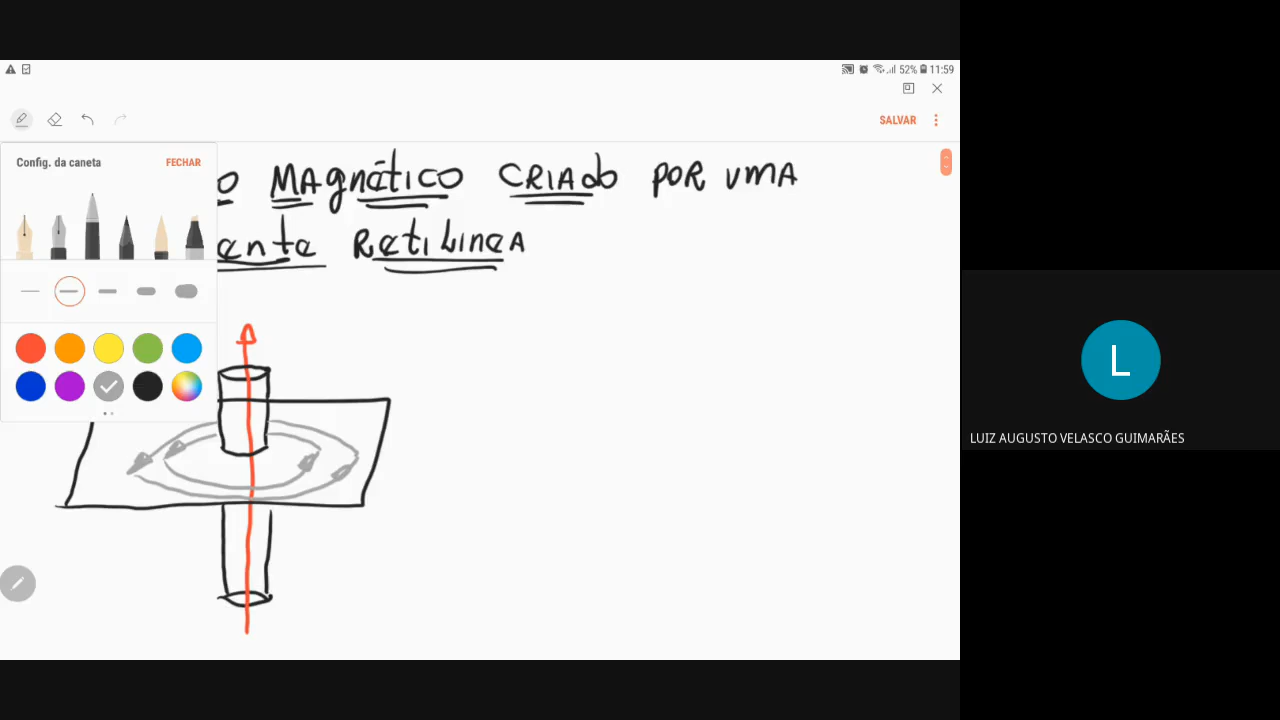 52% 11:59
SALVAR
Config. da caneta FECHAR
O MAgnético CRIAdo POR UMA
ente RetilineA
L
LUIZ AUGUSTO VELASCO GUIMARÃES